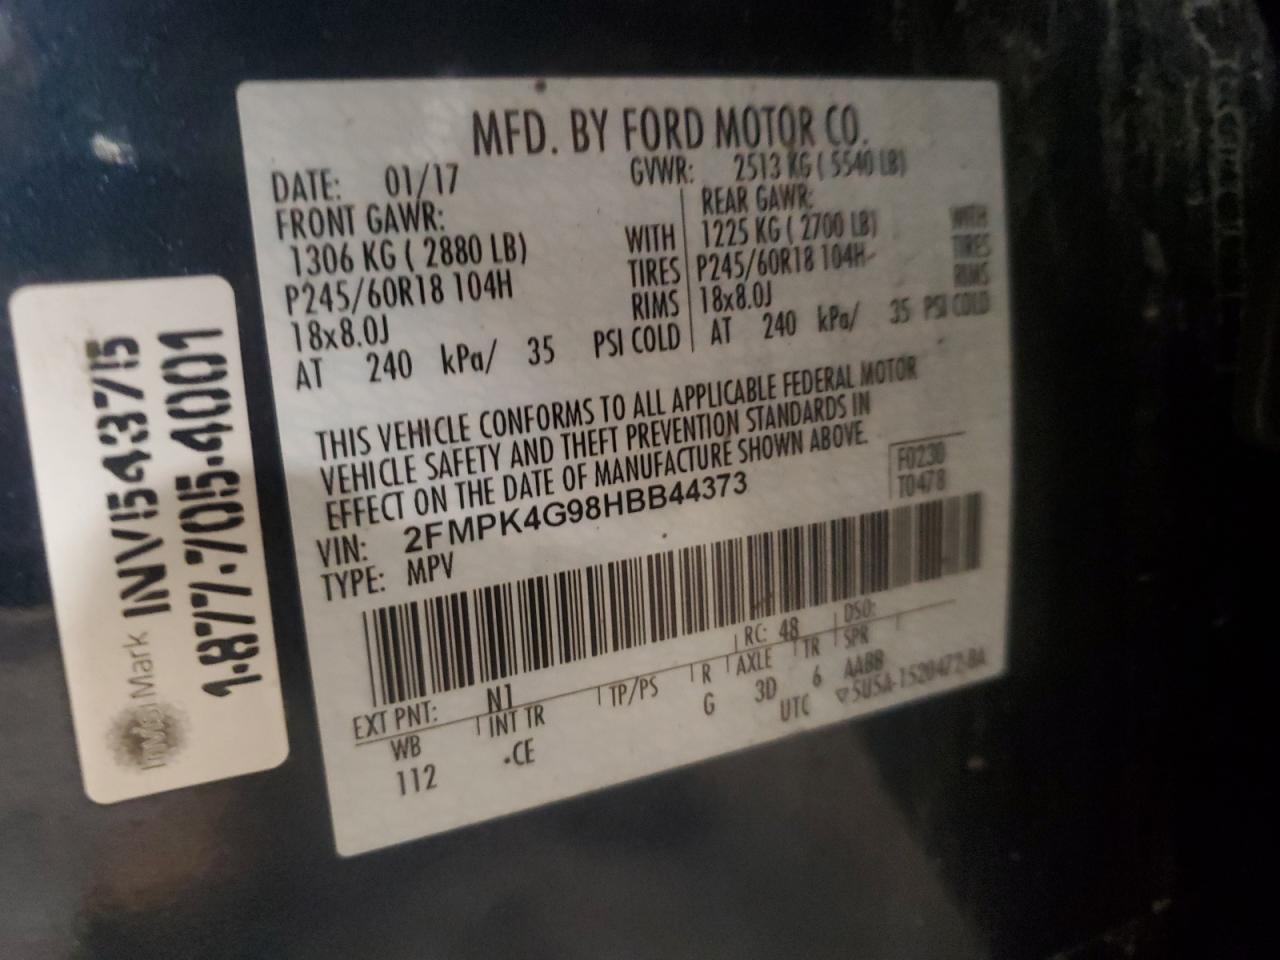 MFD. BY FORD MOTOR CO.
DATE: 01/17 GVWR: 2513 KG ( 5540 LB)
FRONT GAWR: REAR GAWR:
1306 KG ( 2880 LB) WITH 1225 KG ( 2700 LB) WITH
P245/60R18 104H TIRES P245/60R18 104H TIRES
18x8.0J RIMS 18x8.0J RIMS
AT 240 kPa/ 35 PSI COLD AT 240 kPa/ 35 PSI COLD
THIS VEHICLE CONFORMS TO ALL APPLICABLE FEDERAL MOTOR
VEHICLE SAFETY AND THEFT PREVENTION STANDARDS IN
EFFECT ON THE DATE OF MANUFACTURE SHOWN ABOVE.
VIN: 2FMPK4G98HBB44373
TYPE: MPV
F0230
T0478
EXT PNT: N1 RC: 48 DSO:
WB INT TR TP/PS R AXLE TR SPR
112 CE G 3D 6 AABB
UTC 5U5A-1520472-BA
InvisiMark INV543715
1-877-705-4001